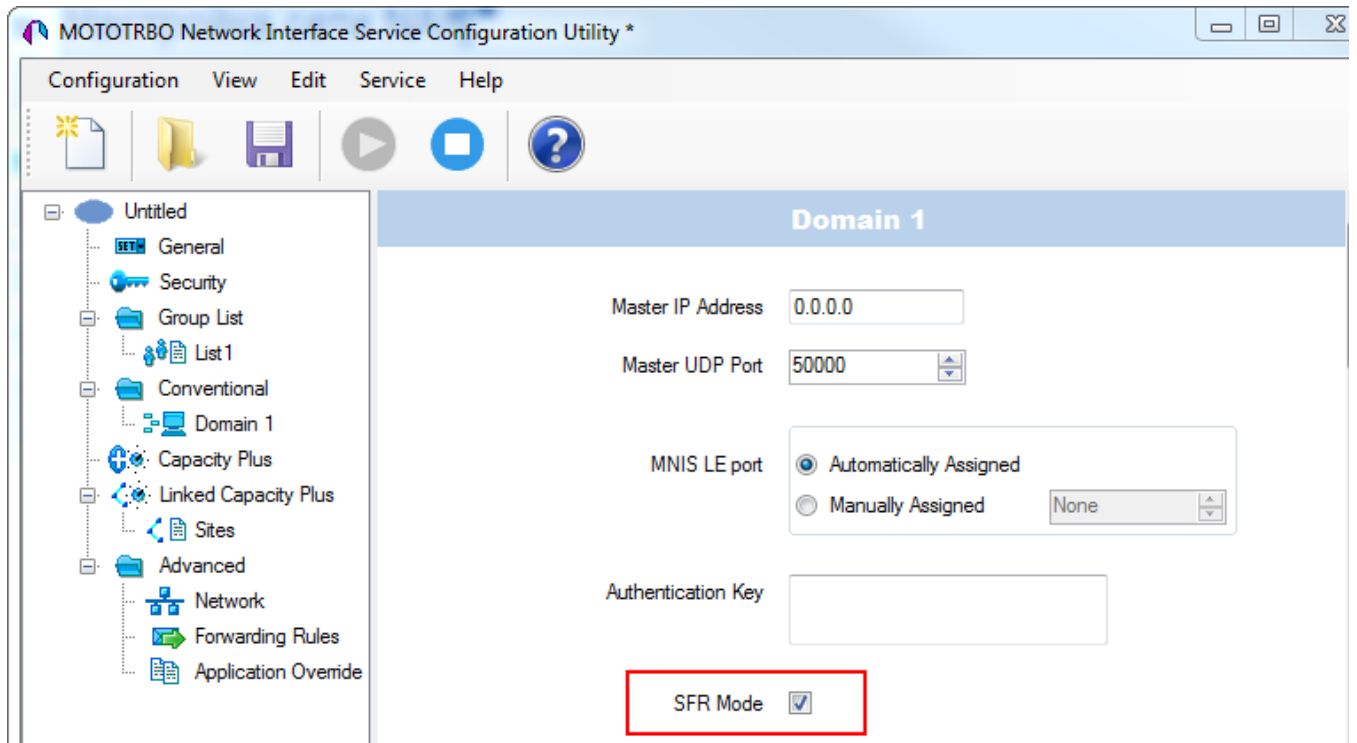 MOTOTRBO Network Interface Service Configuration Utility *
Configuration View Edit Service Help
Untitled
SET
General
Security
Group List
List1
Conventional
Domain 1
Capacity Plus
Linked Capacity Plus
Sites
Advanced
Network
Forwarding Rules
Application Override
Domain 1
Master IP Address 0.0.0.0
Master UDP Port 50000
MNIS LE port Automatically Assigned
Manually Assigned None
Authentication Key
SFR Mode